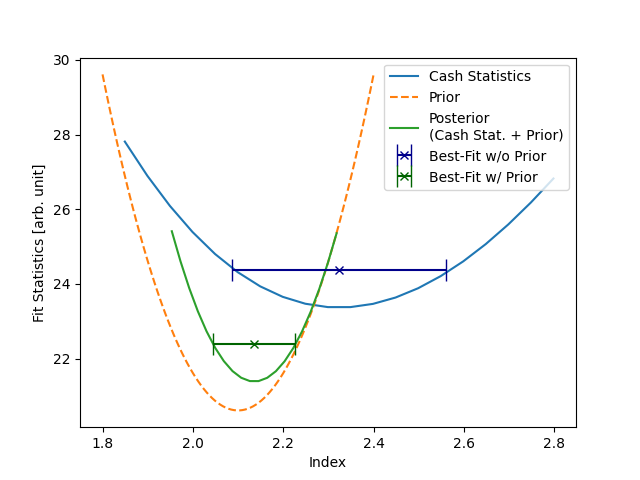 30
28
26
24
22
Fit Statistics [arb. unit]
Cash Statistics
Prior
Posterior
(Cash Stat. + Prior)
Best-Fit w/o Prior
Best-Fit w/ Prior
1.8 2.0 2.2 2.4 2.6 2.8
Index